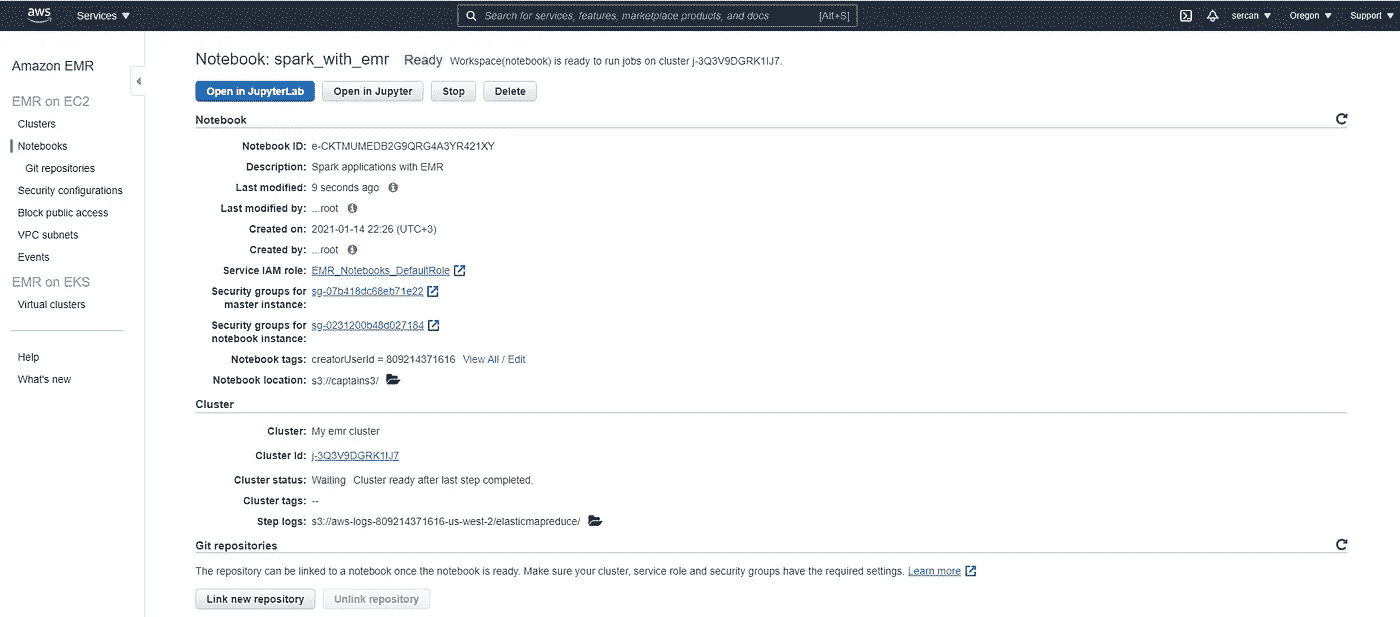 aws Services Search for services, features, marketplace products, and docs [Alt+S] sercan Oregon Support
Amazon EMR
EMR on EC2
Clusters
Notebooks
Git repositories
Security configurations
Block public access
VPC subnets
Events
EMR on EKS
Virtual clusters
Help
What's new
Notebook: spark_with_emr Ready Workspace(notebook) is ready to run jobs on cluster j-3Q3V9DGRK1IJ7.
Open in JupyterLab Open in Jupyter Stop Delete
Notebook
Notebook ID: e-CKTMUMEDB2G9QRG4A3YR421XY
Description: Spark applications with EMR
Last modified: 9 seconds ago
Last modified by: ...root
Created on: 2021-01-14 22:26 (UTC+3)
Created by: ...root
Service IAM role: EMR_Notebooks_DefaultRole
Security groups for sg-07b418dc68eb71e22
master instance:
Security groups for sg-0231200b48d027184
notebook instance:
Notebook tags: creatorUserId = 809214371616 View All / Edit
Notebook location: s3://captains3/
Cluster
Cluster: My emr cluster
Cluster Id: j-3Q3V9DGRK1IJ7
Cluster status: Waiting Cluster ready after last step completed.
Cluster tags: --
Step logs: s3://aws-logs-809214371616-us-west-2/elasticmapreduce/
Git repositories
The repository can be linked to a notebook once the notebook is ready. Make sure your cluster, service role and security groups have the required settings. Learn more
Link new repository Unlink repository